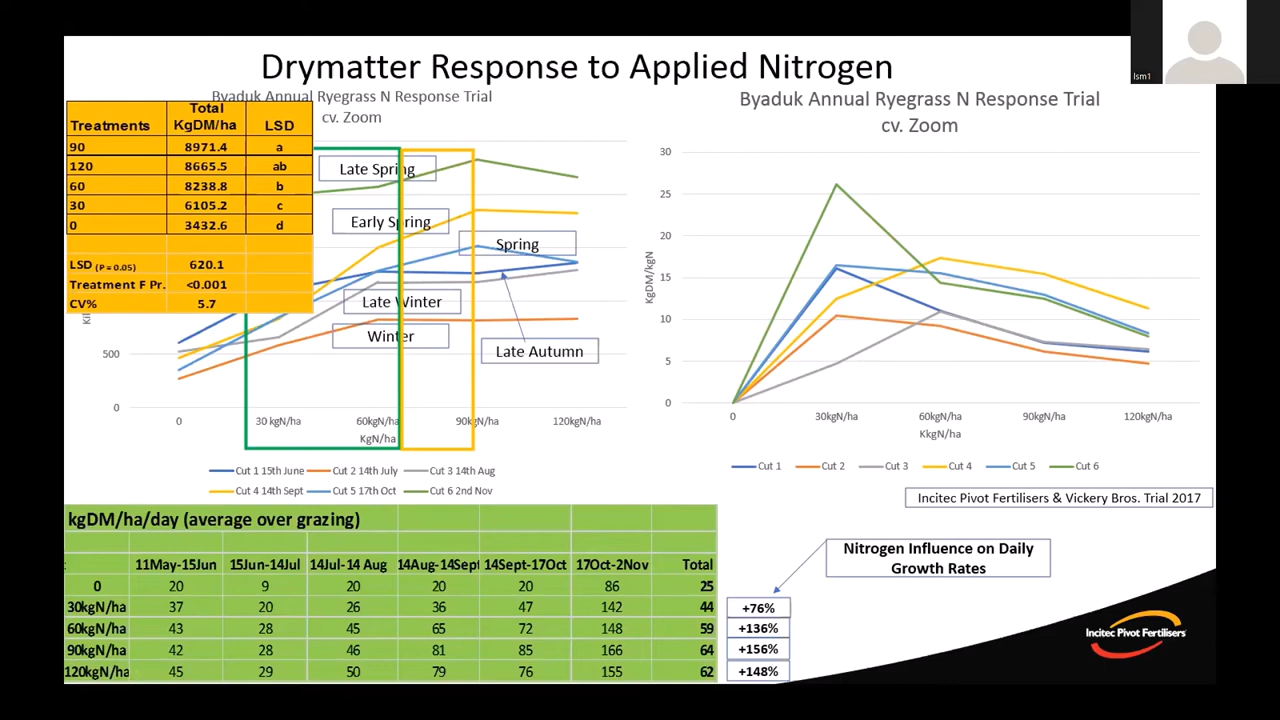 lsm1
Drymatter Response to Applied Nitrogen
Byaduk Annual Ryegrass N Response Trial
cv. Zoom
Treatments Total KgDM/ha LSD
90 8971.4 a
120 8665.5 ab
60 8238.8 b
30 6105.2 c
0 3432.6 d
LSD (P = 0.05) 620.1
Treatment F Pr. <0.001
CV% 5.7
Late Spring
Early Spring
Spring
Late Winter
Winter
Late Autumn
500
0
0 30 kgN/ha 60kgN/ha 90kgN/ha 120kgN/ha
KgN/ha
Cut 1 15th June Cut 2 14th July Cut 3 14th Aug
Cut 4 14th Sept Cut 5 17th Oct Cut 6 2nd Nov
Byaduk Annual Ryegrass N Response Trial
cv. Zoom
30
25
20
15
10
5
0
KgDM/kgN
0 30kgN/ha 60kgN/ha 90kgN/ha 120kgN/ha
KkgN/ha
Cut 1 Cut 2 Cut 3 Cut 4 Cut 5 Cut 6
Incitec Pivot Fertilisers & Vickery Bros. Trial 2017
kgDM/ha/day (average over grazing)
11May-15Jun 15Jun-14Jul 14Jul-14 Aug 14Aug-14Sept 14Sept-17Oct 17Oct-2Nov Total
0 20 9 20 20 20 86 25
30kgN/ha 37 20 26 36 47 142 44
60kgN/ha 43 28 45 65 72 148 59
90kgN/ha 42 28 46 81 85 166 64
120kgN/ha 45 29 50 79 76 155 62
Nitrogen Influence on Daily
Growth Rates
+76%
+136%
+156%
+148%
Incitec Pivot Fertilisers